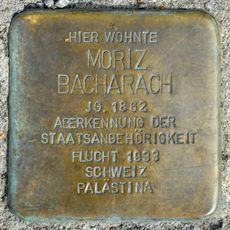 HIER WOHNTE
MORIZ
BACHARACH
JG. 1882
ABERKENNUNG DER
STAATSANGEHÖRIGKEIT
FLUCHT 1933
SCHWEIZ
PALÄSTINA